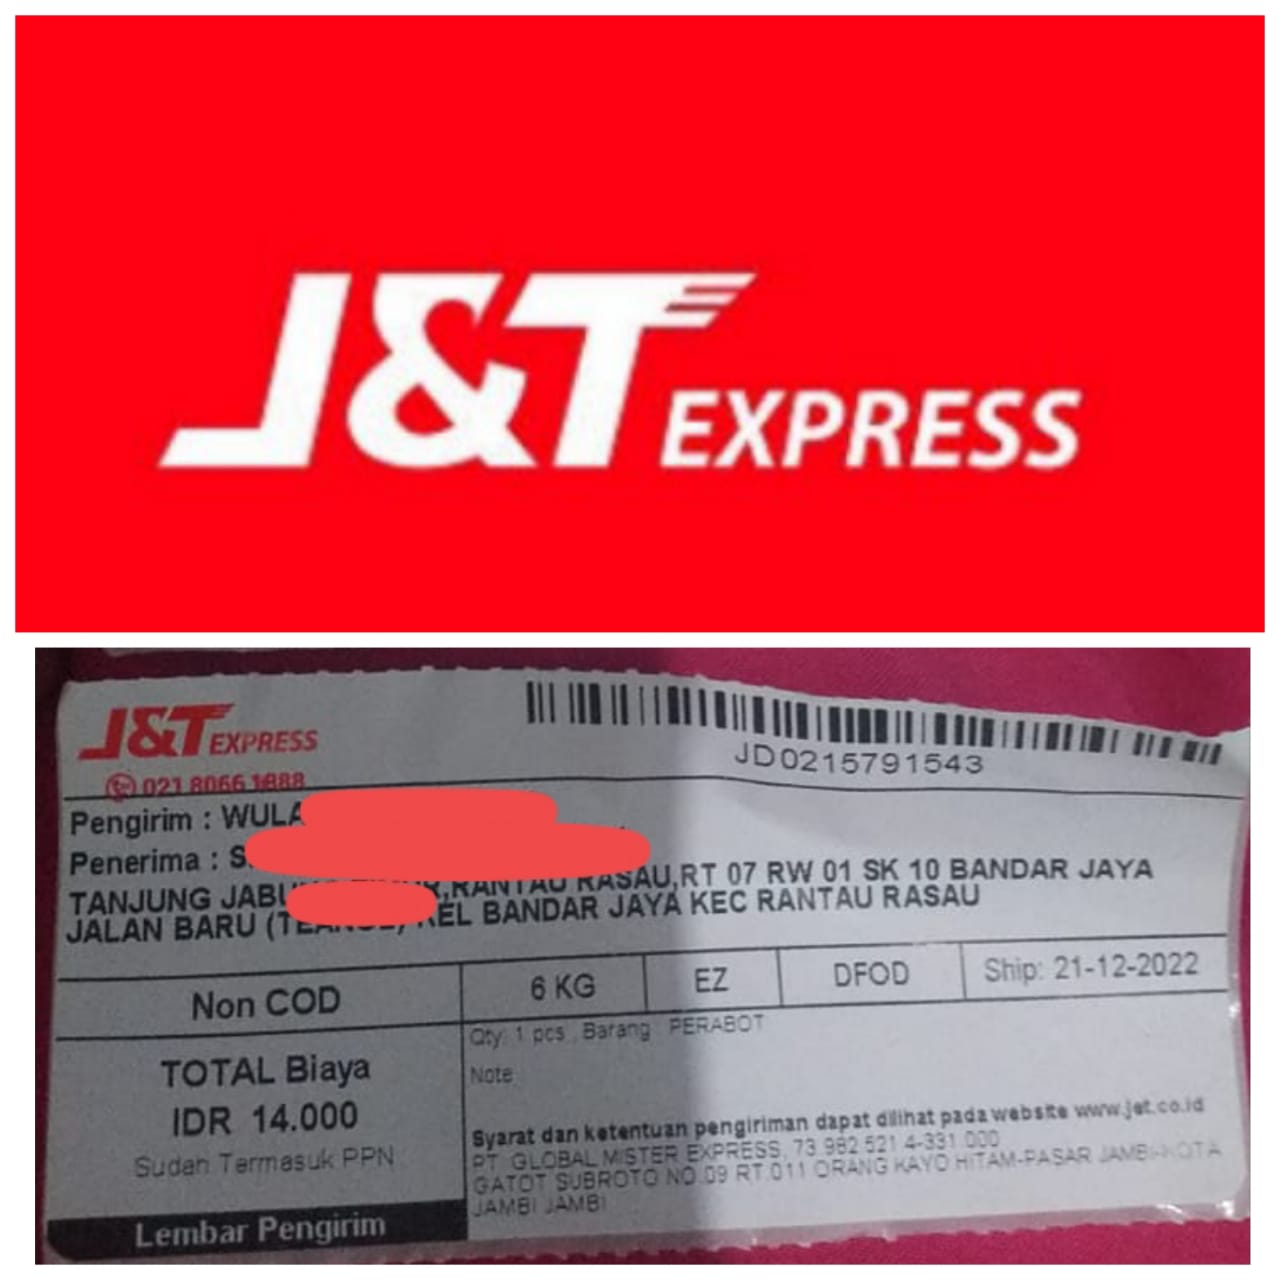 J&T EXPRESS
J&T EXPRESS
021 8066 1888
JD0215791543
Pengirim : WULA
Penerima : S
TANJUNG JABU ,RANTAU RASAU,RT 07 RW 01 SK 10 BANDAR JAYA
JALAN BARU ( KEL BANDAR JAYA KEC RANTAU RASAU
Non COD
6 KG
EZ
DFOD
Ship: 21-12-2022
TOTAL Biaya
IDR 14.000
Sudah Termasuk PPN
Lembar Pengirim
Qty: 1 pcs , Barang PERABOT
Note
Syarat dan ketentuan pengiriman dapat dilihat pada website www.jet.co.id
PT GLOBAL MISTER EXPRESS, 73.982.521.4-331.000
GATOT SUBROTO NO.09 RT.011 ORANG KAYO HITAM-PASAR JAMBI-KOTA
JAMBI JAMBI